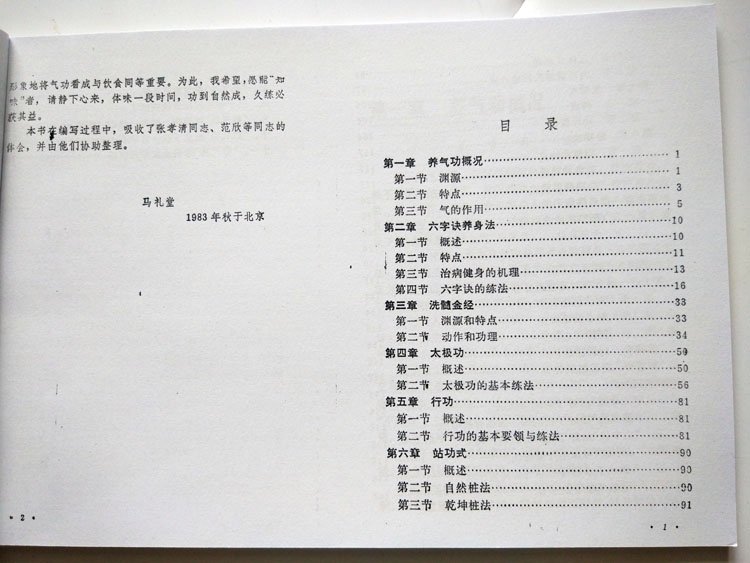 形象地将气功看成与饮食同等重要。为此，我希望，您能“知
味”者，请静下心来，体味一段时间，功到自然成，久练必
获其益。
本书在编写过程中，吸收了张孝清同志、范欣等同志的
体会，并由他们协助整理。
马礼堂
1983年秋于北京
· 2 ·
目 录
第一章 养气功概况 1
第一节 渊源 1
第二节 特点 3
第三节 气的作用 5
第二章 六字诀养身法 10
第一节 概述 10
第二节 特点 11
第三节 治病健身的机理 13
第四节 六字诀的练法 16
第三章 洗髓金经 33
第一节 渊源和特点 33
第二节 动作和功理 34
第四章 太极功 50
第一节 概述 50
第二节 太极功的基本练法 56
第五章 行功 81
第一节 概述 81
第二节 行功的基本要领与练法 81
第六章 站功式 90
第一节 概述 90
第二节 自然桩法 90
第三节 乾坤桩法 91
· 1 ·